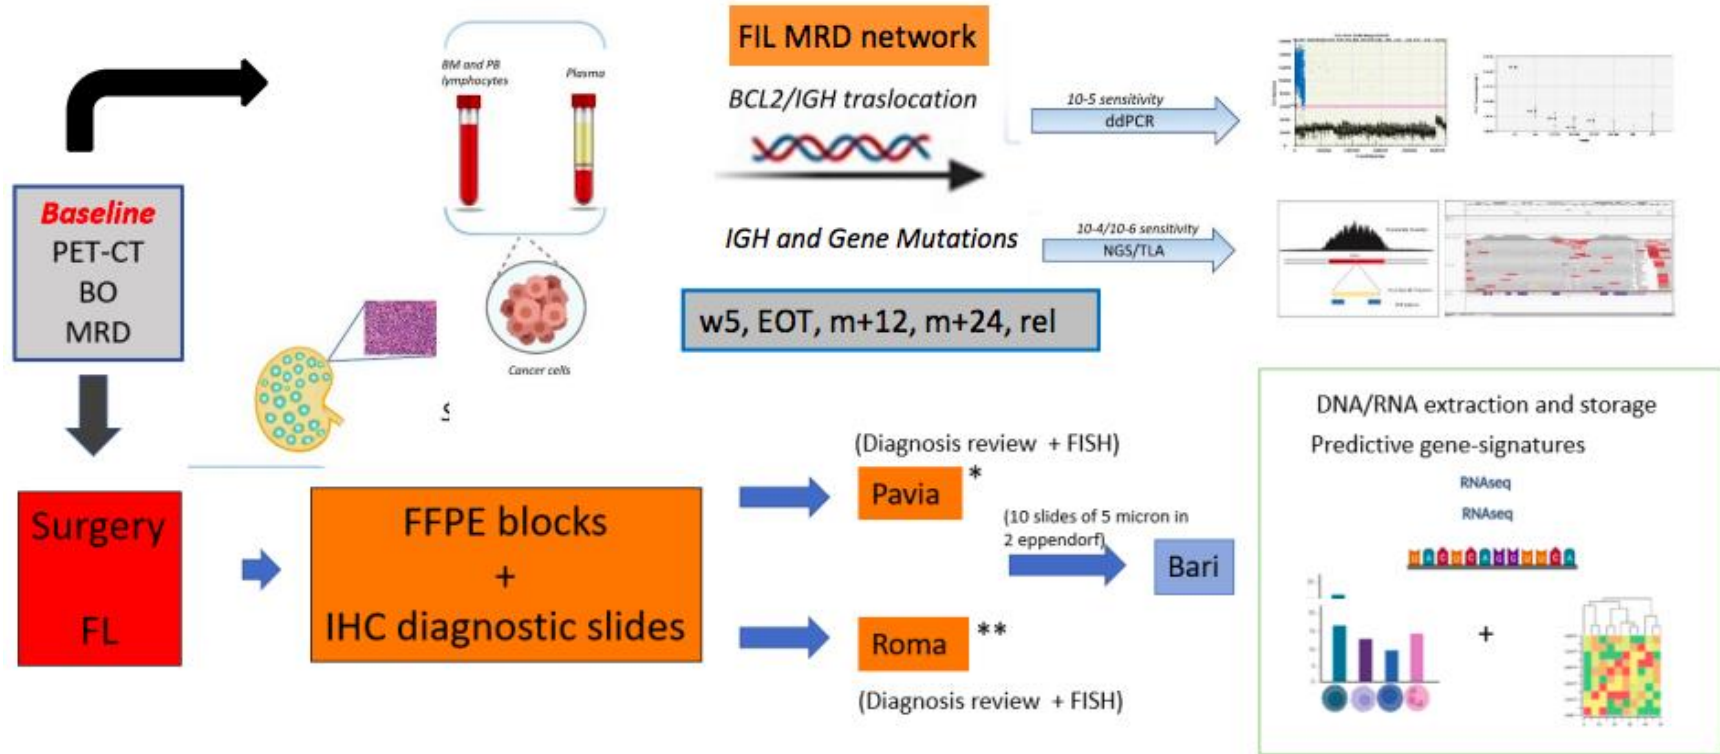 FIL MRD network
BM and PB
lymphocytes
Plasma
BCL2/IGH traslocation
10-5 sensitivity
ddPCR
Baseline
PET-CT
BO
MRD
IGH and Gene Mutations
10-4/10-6 sensitivity
NGS/TLA
w5, EOT, m+12, m+24, rel
Cancer cells
DNA/RNA extraction and storage
Predictive gene-signatures
RNAseq
RNAseq
(Diagnosis review + FISH)
Pavia *
Surgery
FL
FFPE blocks
+
IHC diagnostic slides
(10 slides of 5 micron in
2 eppendorf)
Bari
Roma **
(Diagnosis review + FISH)
+